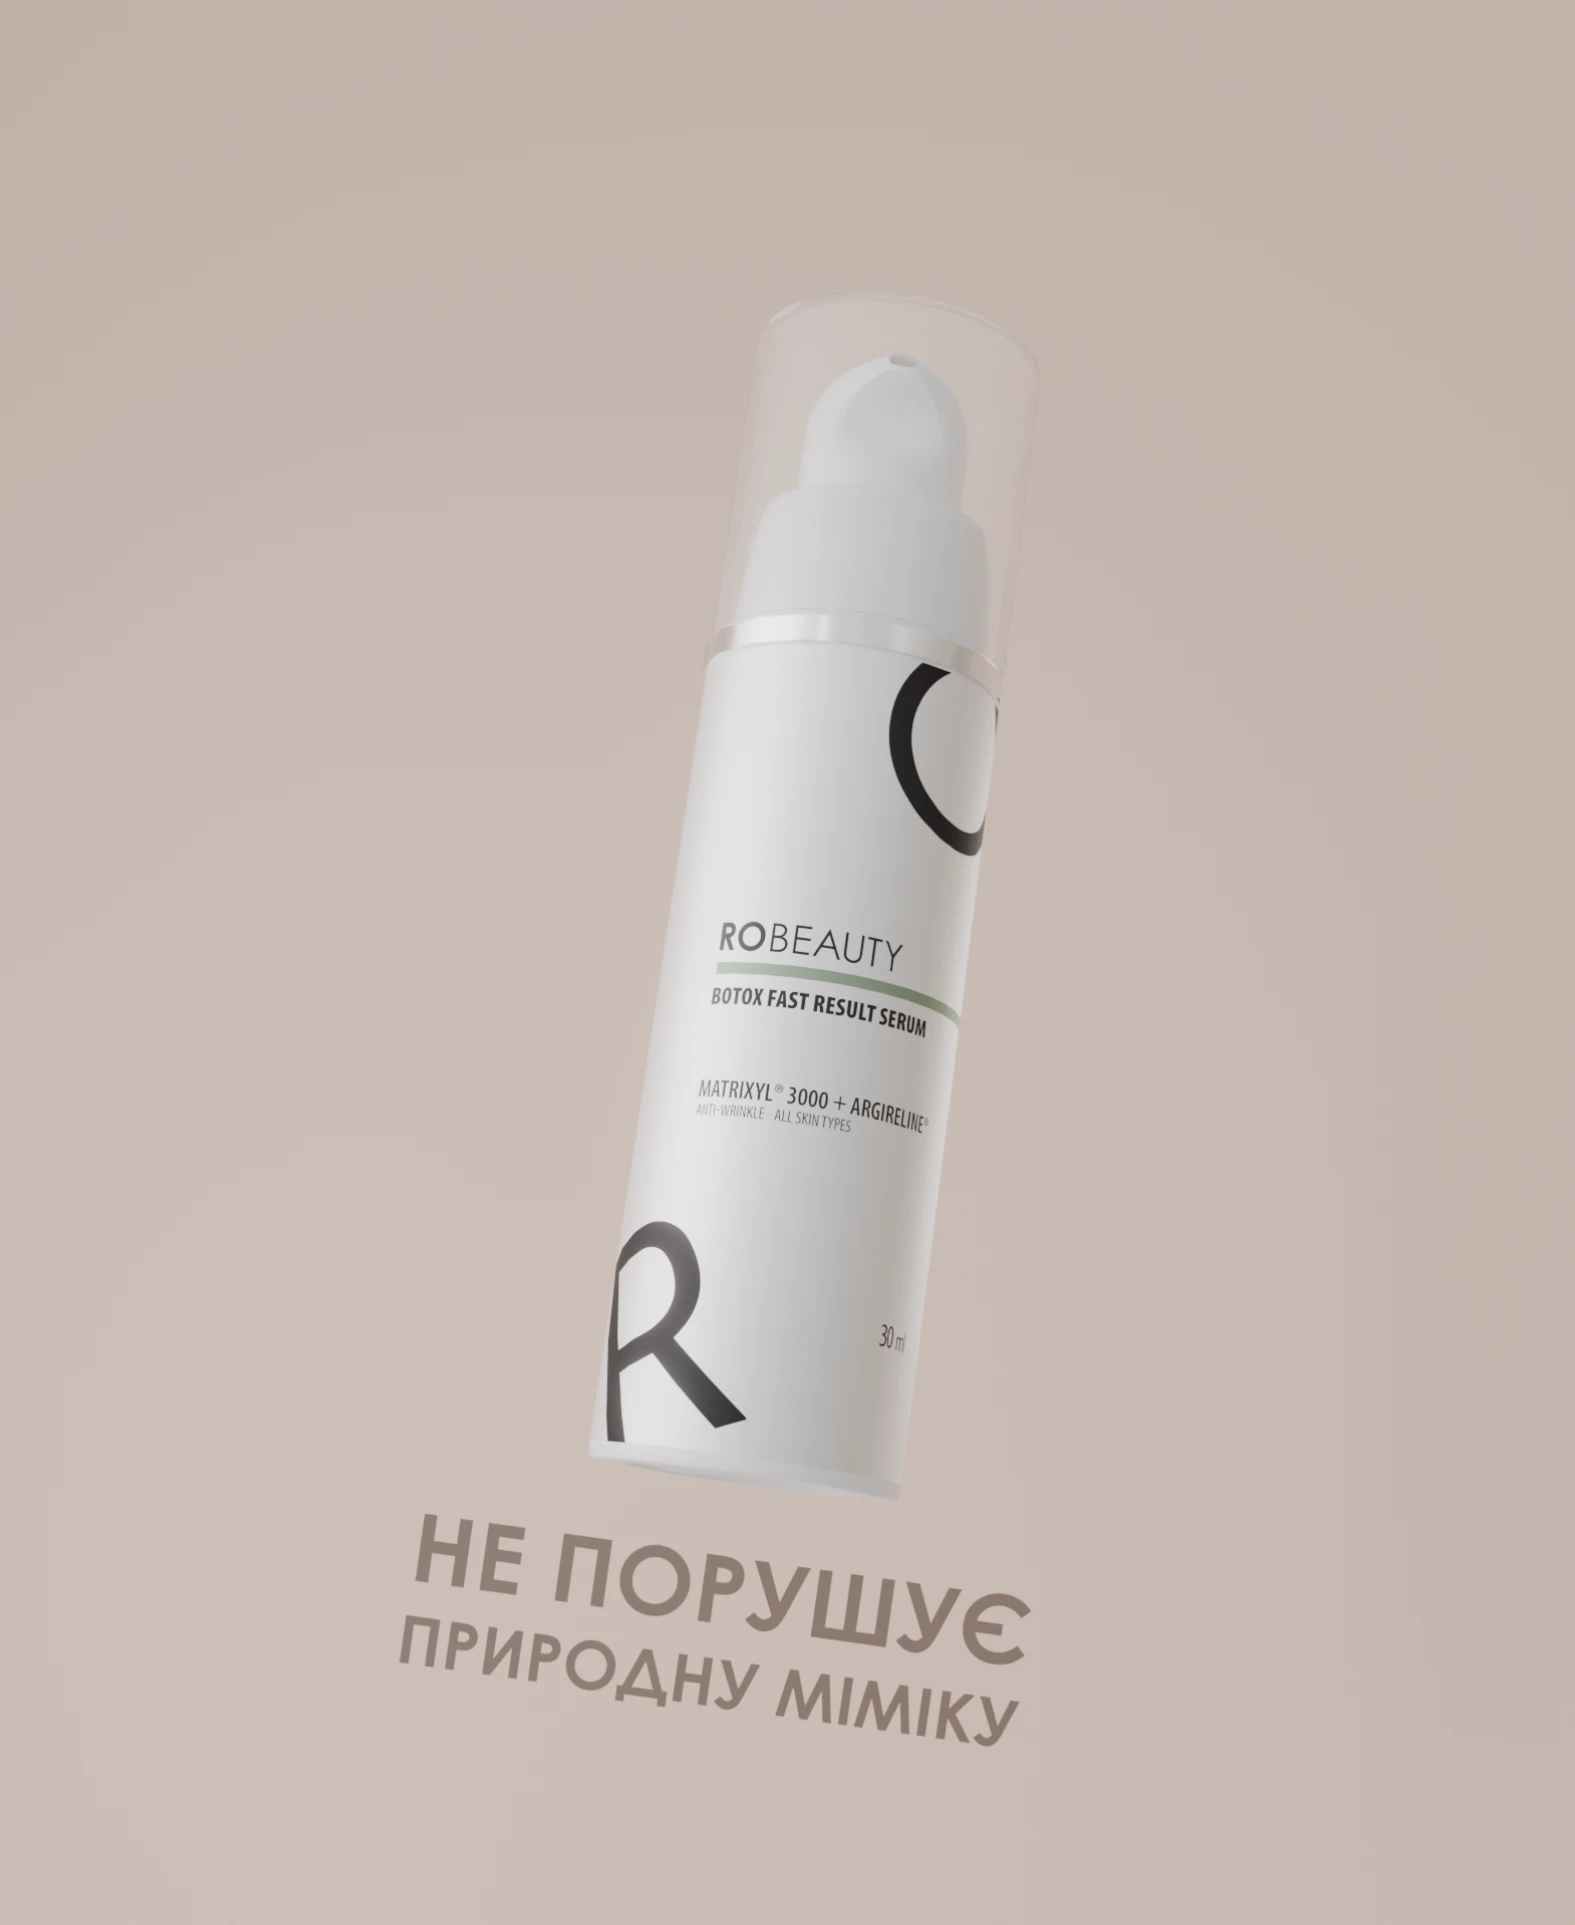 ROBEAUTY
BOTOX FAST RESULT SERUM
MATRIXYL® 3000 + ARGIRELINE®
ANTI-WRINKLE ALL SKIN TYPES
R
30 ml
НЕ ПОРУШУЄ
ПРИРОДНУ МІМІКУ